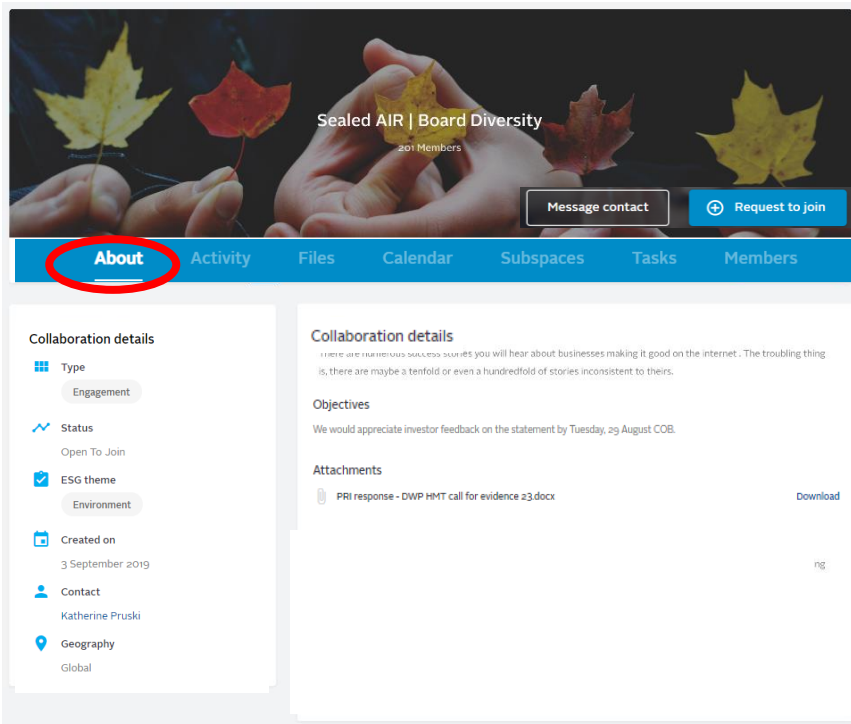 Sealed AIR | Board Diversity
201 Members
Message contact
Request to join
About Activity Files Calendar Subspaces Tasks Members
Collaboration details
Type
Engagement
Status
Open To Join
ESG theme
Environment
Created on
3 September 2019
Contact
Katherine Pruski
Geography
Global
Collaboration details
There are numerous success stories you will hear about businesses making it good on the internet . The troubling thing
is, there are maybe a tenfold or even a hundredfold of stories inconsistent to theirs.
Objectives
We would appreciate investor feedback on the statement by Tuesday, 29 August COB.
Attachments
PRI response - DWP HMT call for evidence 23.docx Download
ng